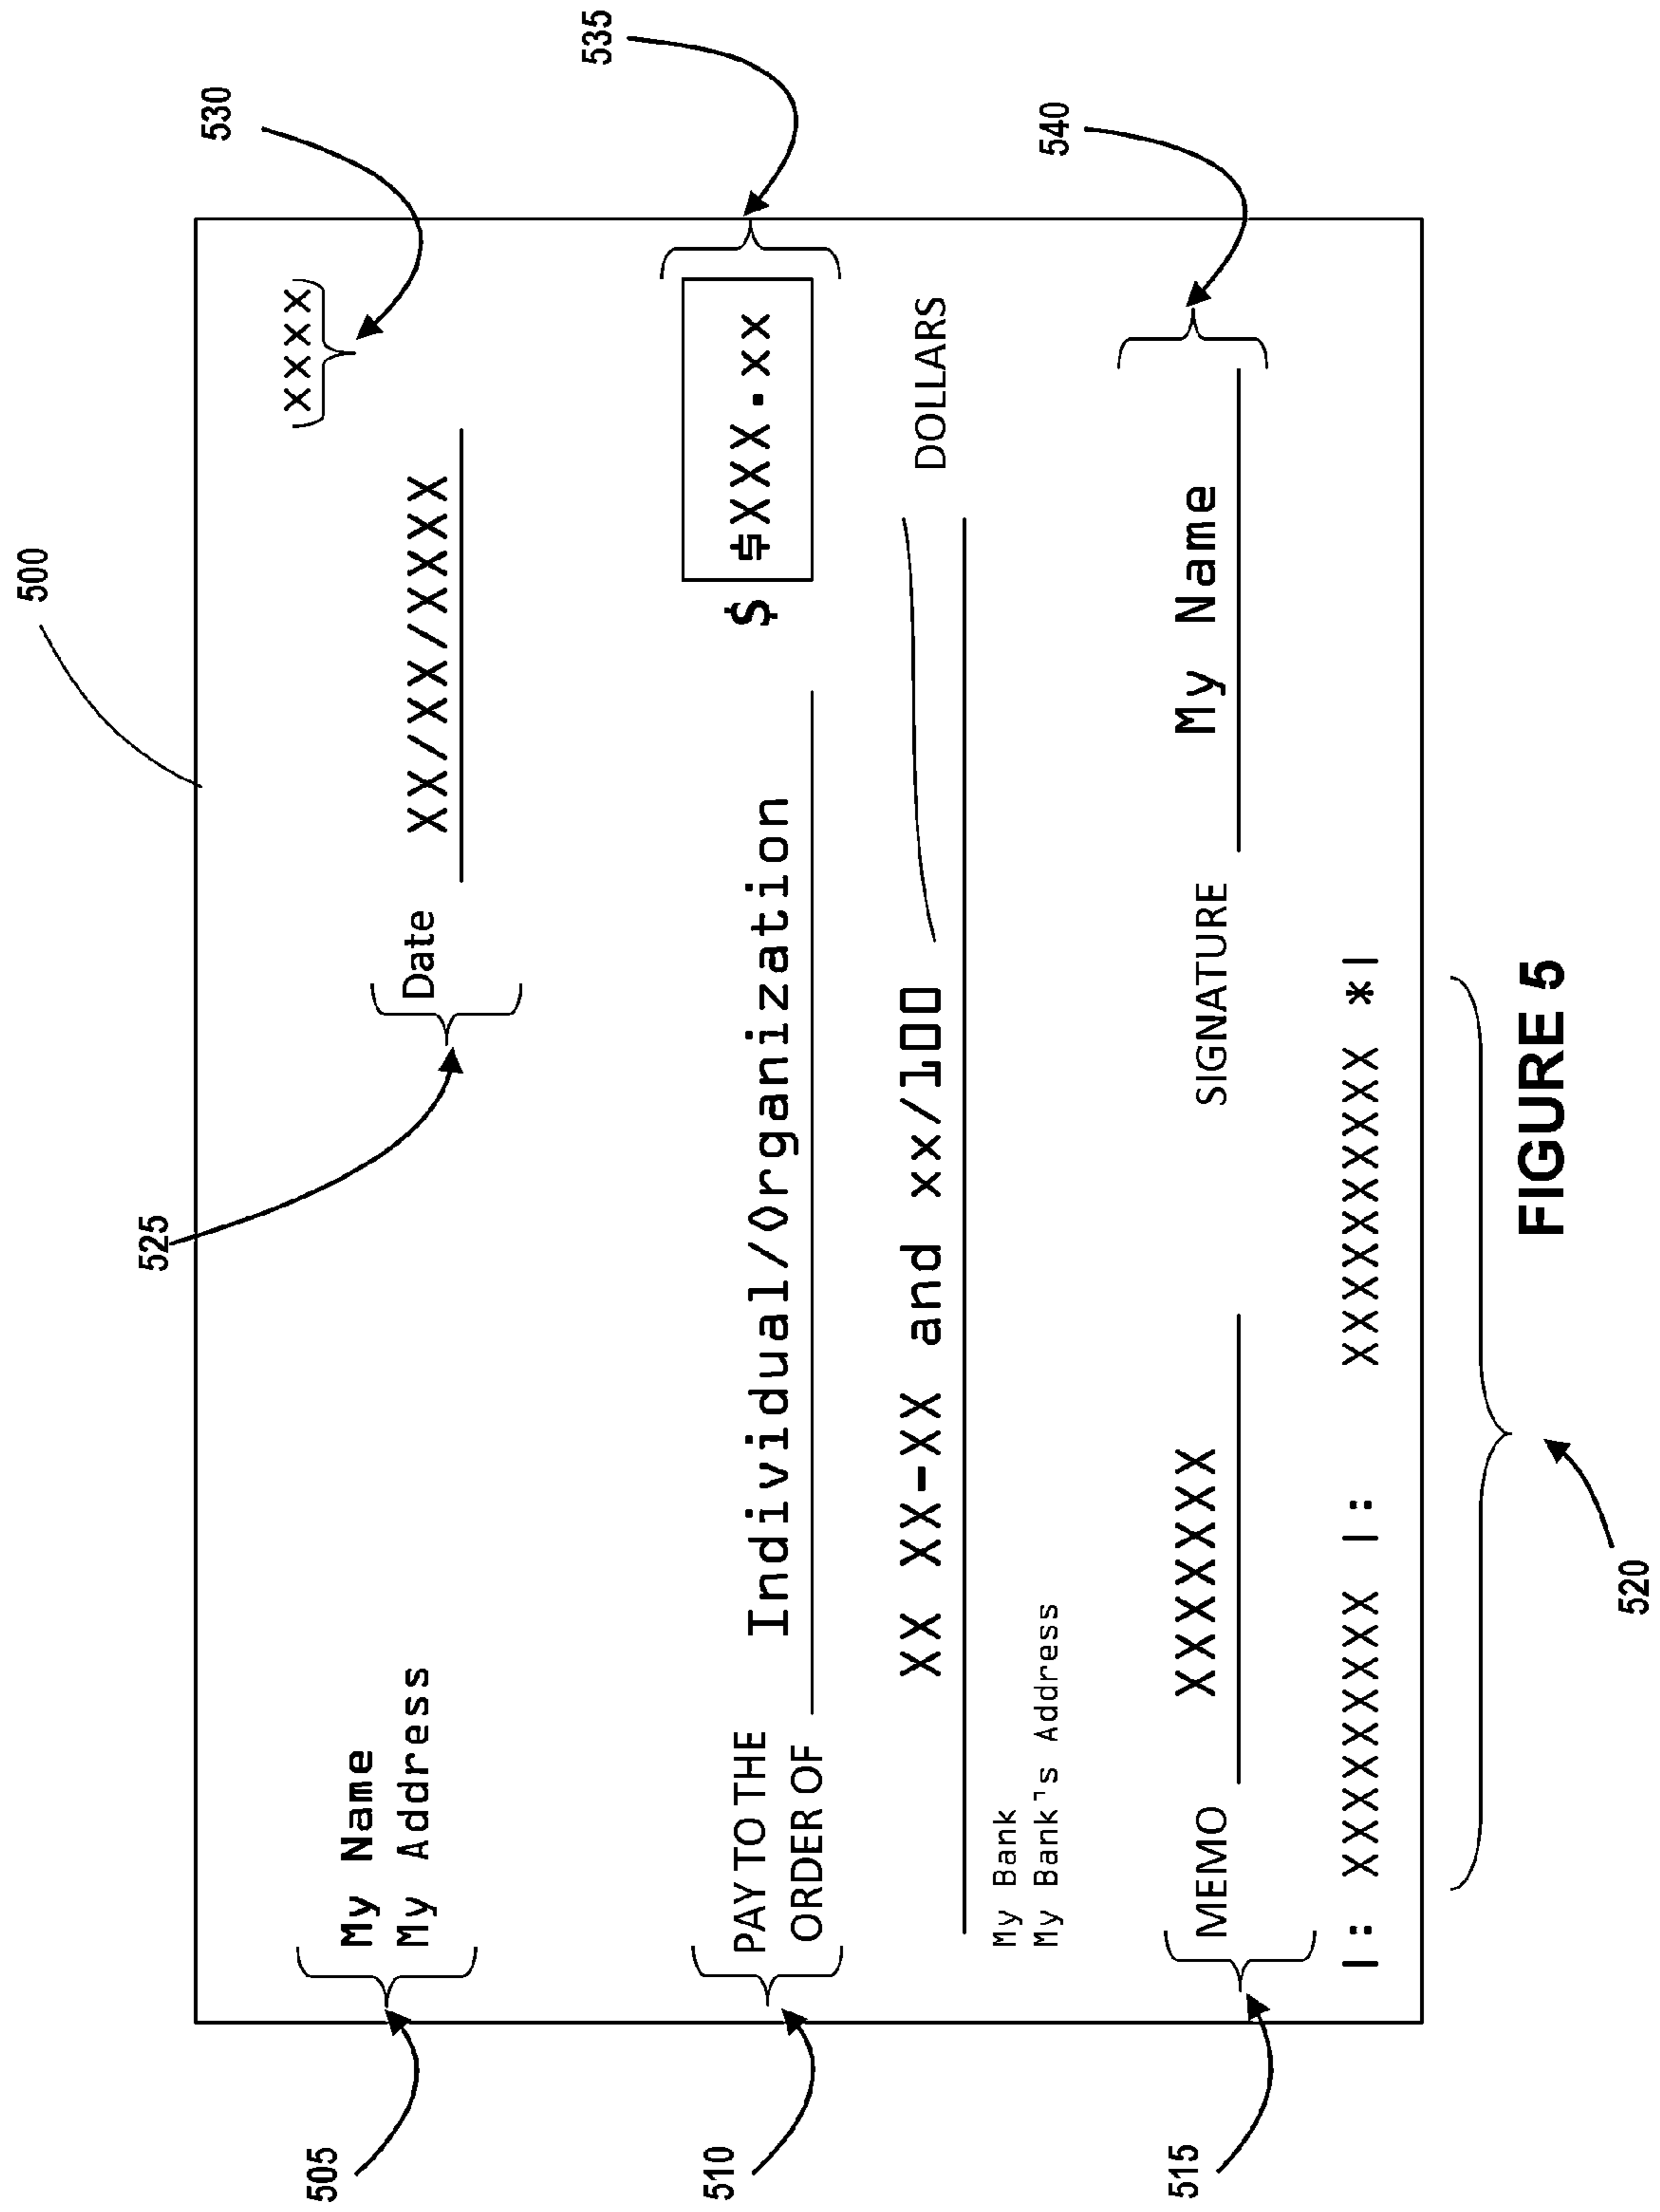 500
530
xxxx
525
My Name
My Address
Date xx/xx/xxxx
505
535
PAY TO THE
ORDER OF Individual/Organization $ $xxx.xx
510
xx xx-xx and xx/100 DOLLARS
My Bank
My Bank's Address
540
MEMO xxxxxxx SIGNATURE My Name
515
|: xxxxxxxxx |: xxxxxxxxxx *|
520
FIGURE 5